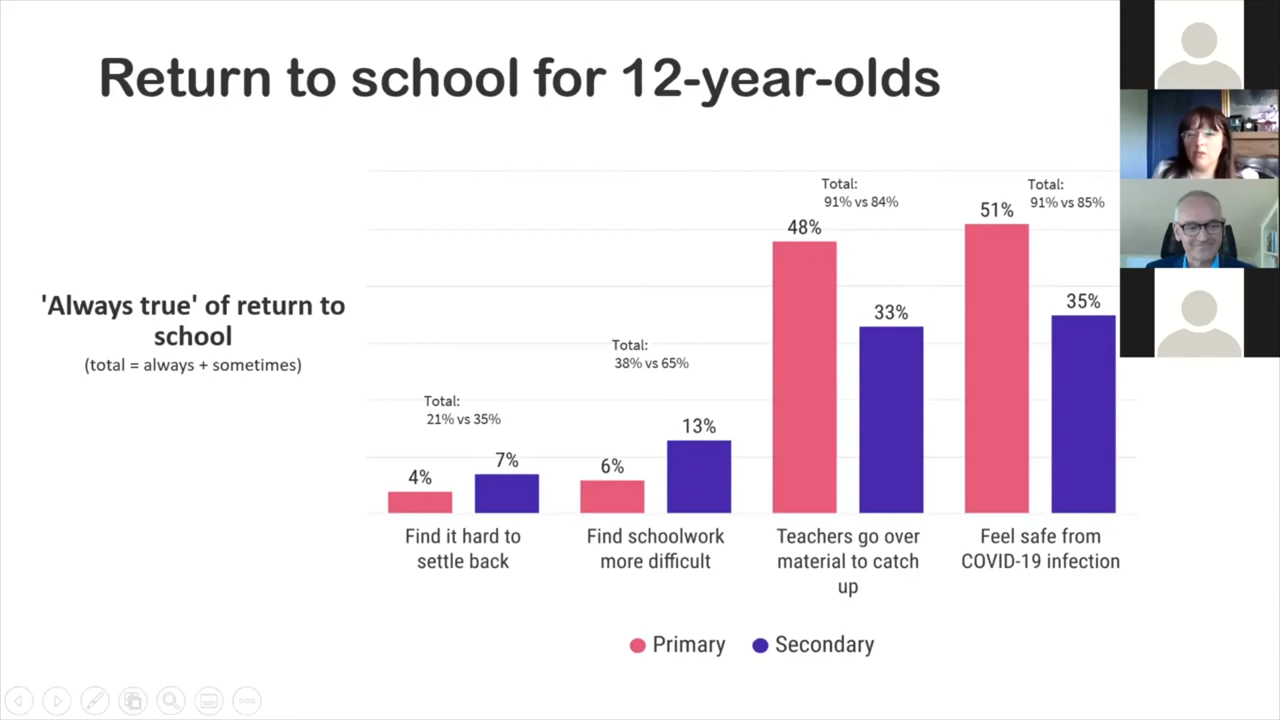 Return to school for 12-year-olds
'Always true' of return to
school
(total = always + sometimes)
Total:
21% vs 35%
4%
7%
Total:
38% vs 65%
6%
13%
Total:
91% vs 84%
48%
33%
Total:
91% vs 85%
51%
35%
Find it hard to
settle back
Find schoolwork
more difficult
Teachers go over
material to catch
up
Feel safe from
COVID-19 infection
Primary
Secondary